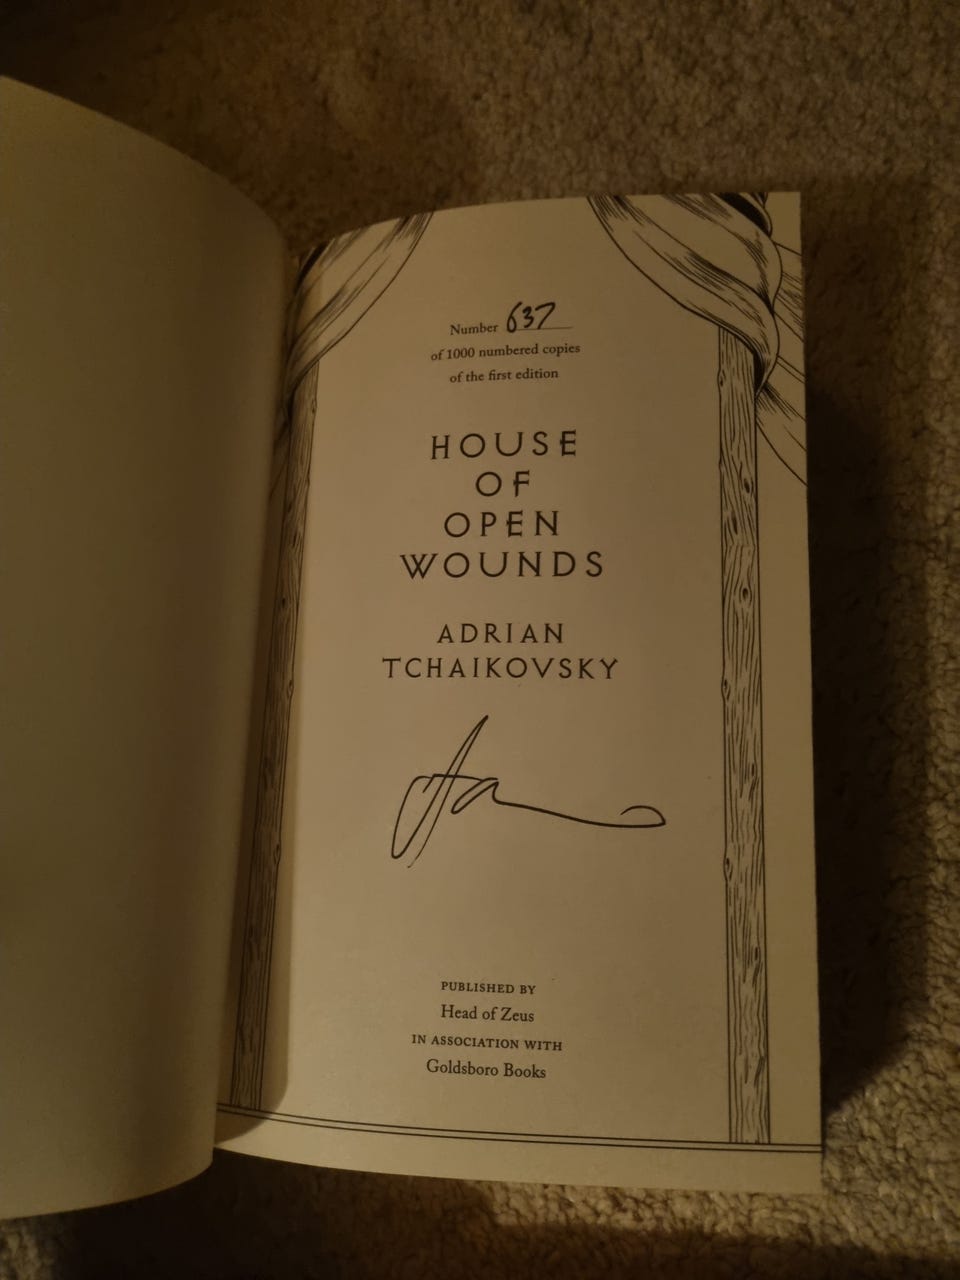 Number 637
of 1000 numbered copies
of the first edition
HOUSE
OF
OPEN
WOUNDS
ADRIAN
TCHAIKOVSKY
PUBLISHED BY
Head of Zeus
IN ASSOCIATION WITH
Goldsboro Books